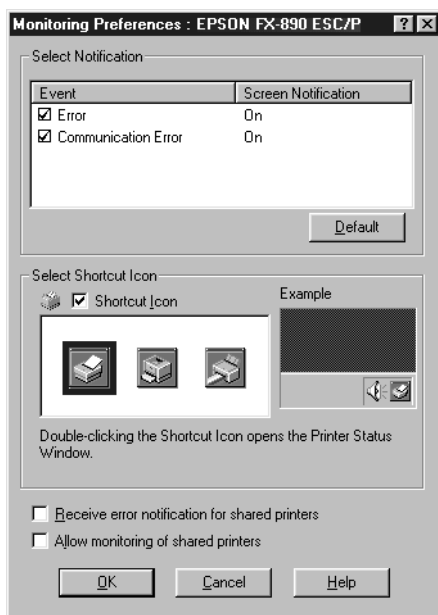 Monitoring Preferences : EPSON FX-890 ESC/P
Select Notification
Event Screen Notification
Error On
Communication Error On
Default
Select Shortcut Icon
Shortcut Icon
Example
Double-clicking the Shortcut Icon opens the Printer Status
Window.
Receive error notification for shared printers
Allow monitoring of shared printers
OK Cancel Help